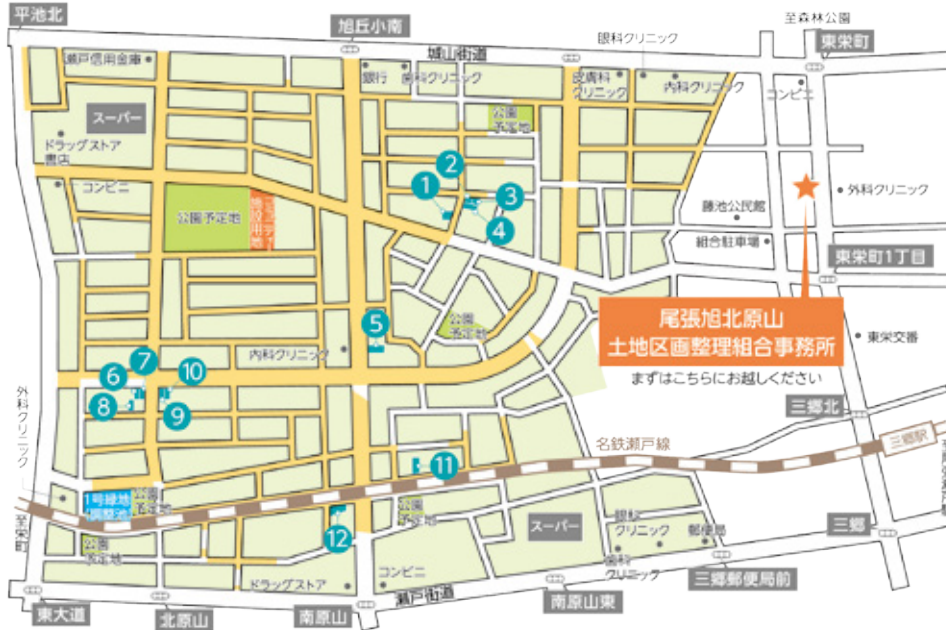 平池北
旭丘小南
至森林公園
眼科クリニック
東栄町
城山街道
瀬戸信用金庫
銀行
歯科クリニック
皮膚科
クリニック
内科クリニック
コンビニ
スーパー
公園
予定地
ドラッグストア
書店
コンビニ
公園予定地
1
2
3
4
外科クリニック
藤池公民館
組合駐車場
東栄町1丁目
公園
予定地
尾張旭北原山
土地区画整理組合事務所
まずはこちらにお越しください
東栄交番
5
内科クリニック
6
7
8
9
10
外科クリニック
三郷北
名鉄瀬戸線
三郷駅
11
1号緑地
(調整池)
公園
予定地
公園
予定地
至栄町
公園
予定地
12
スーパー
眼科
クリニック
郵便局
三郷
歯科
クリニック
三郷郵便局前
ドラッグストア
コンビニ
瀬戸街道
東大道
北原山
南原山
南原山東